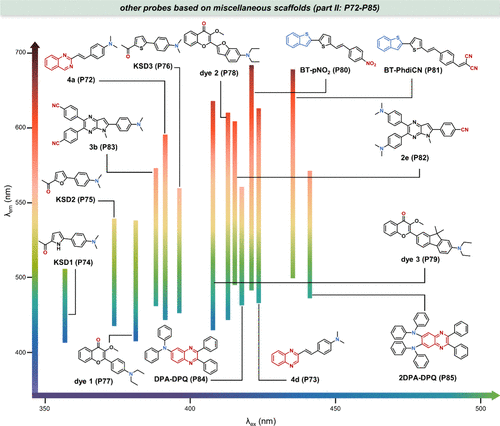 other probes based on miscellaneous scaffolds (part II: P72-P85)
λem (nm)
700
650
600
550
500
450
400
4a (P72)
KSD3 (P76)
dye 2 (P78)
BT-pNO2 (P80)
BT-PhdiCN (P81)
3b (P83)
2e (P82)
KSD2 (P75)
KSD1 (P74)
dye 3 (P79)
dye 1 (P77)
DPA-DPQ (P84)
4d (P73)
2DPA-DPQ (P85)
350
400
450
500
λex (nm)